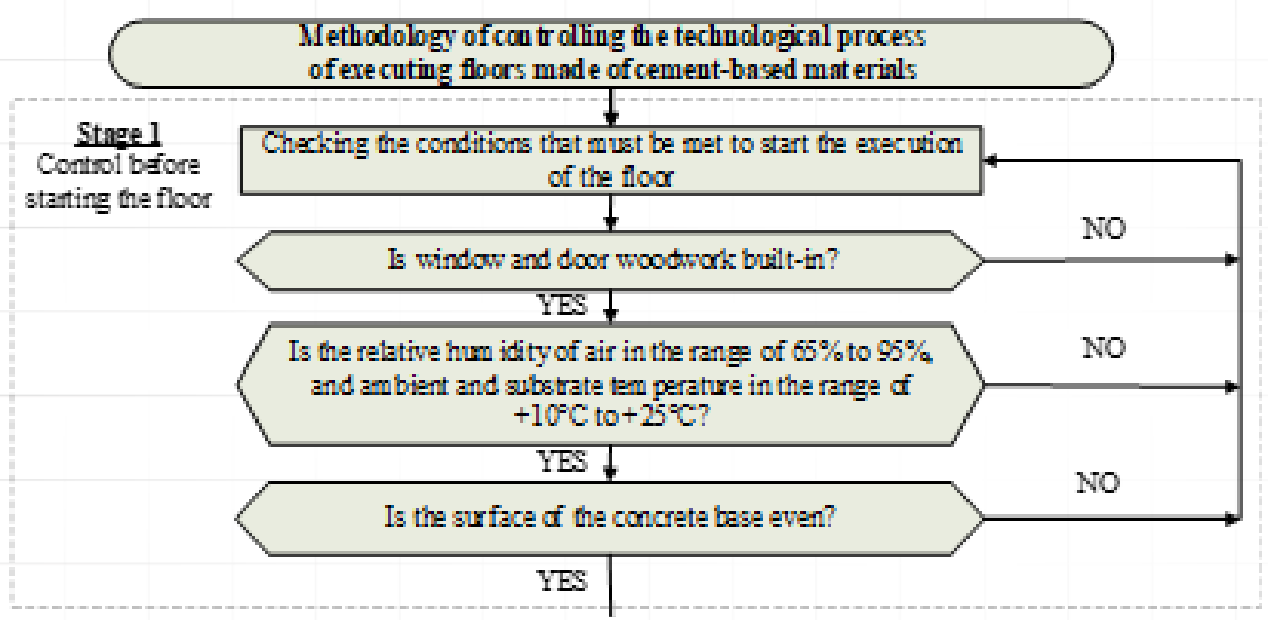 Methodology of controlling the technological process
of executing floors made of cement-based materials
Stage 1
Control before
starting the floor
Checking the conditions that must be met to start the execution
of the floor
NO
Is window and door woodwork built-in?
YES
Is the relative humidity of air in the range of 65% to 95%,
and ambient and substrate temperature in the range of
+10°C to +25°C?
NO
YES
NO
Is the surface of the concrete base even?
YES